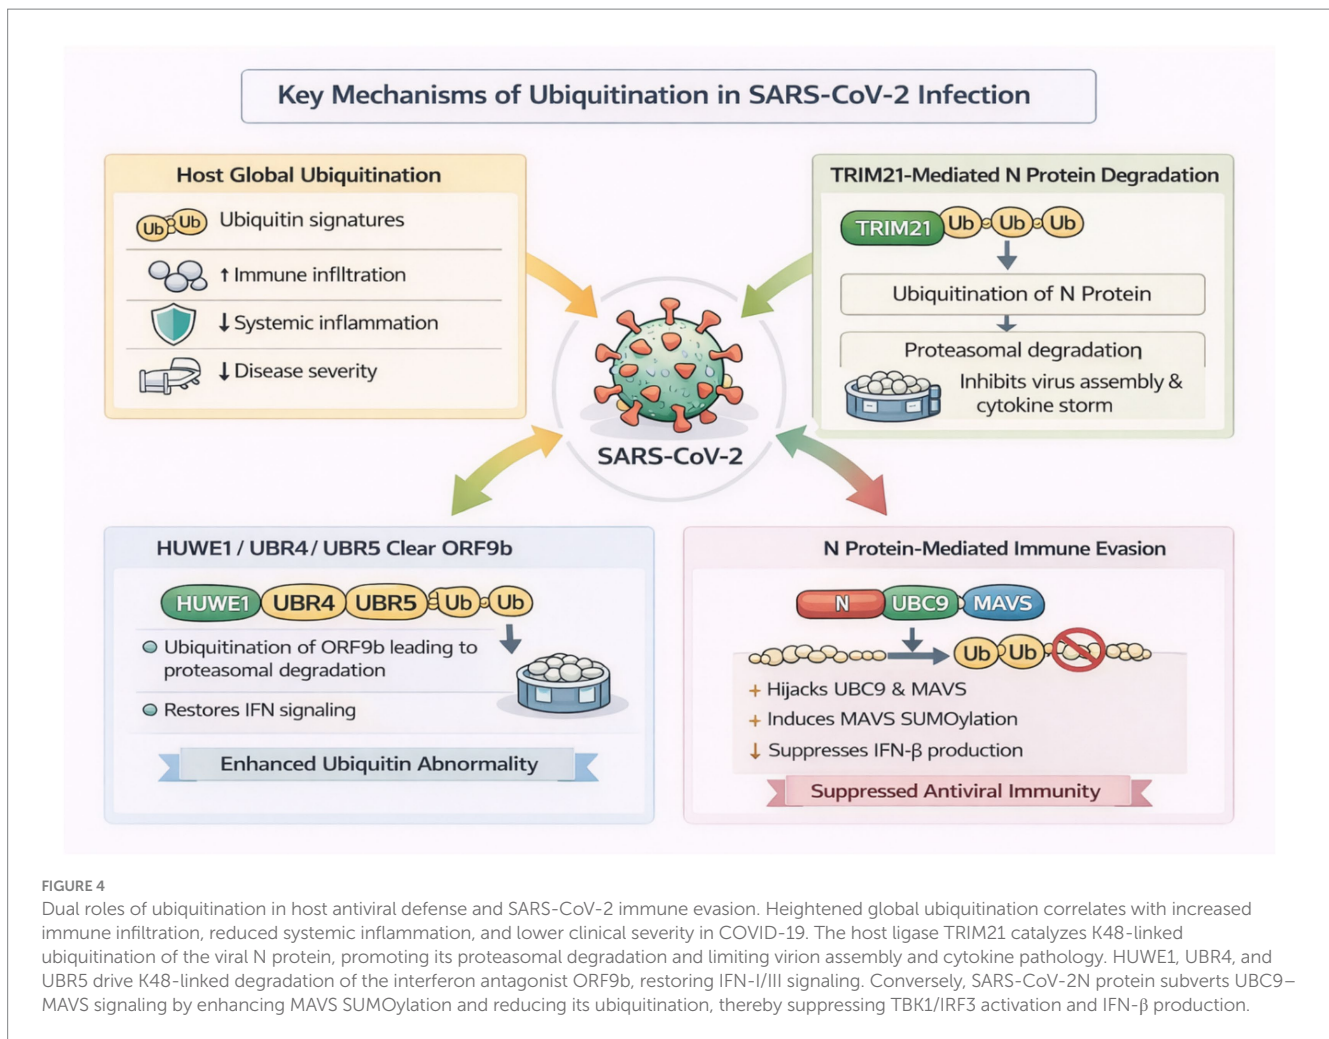 Key Mechanisms of Ubiquitination in SARS-CoV-2 Infection
Host Global Ubiquitination
Ub Ub Ubiquitin signatures
↑ Immune infiltration
↓ Systemic inflammation
↓ Disease severity
TRIM21-Mediated N Protein Degradation
TRIM21 Ub Ub Ub
Ubiquitination of N Protein
Proteasomal degradation
Inhibits virus assembly &
cytokine storm
SARS-CoV-2
HUWE1 / UBR4 / UBR5 Clear ORF9b
HUWE1 UBR4 UBR5 Ub Ub
Ubiquitination of ORF9b leading to
proteasomal degradation
Restores IFN signaling
Enhanced Ubiquitin Abnormality
N Protein-Mediated Immune Evasion
N UBC9 MAVS
Ub Ub
+ Hijacks UBC9 & MAVS
+ Induces MAVS SUMOylation
↓ Suppresses IFN-β production
Suppressed Antiviral Immunity
FIGURE 4
Dual roles of ubiquitination in host antiviral defense and SARS-CoV-2 immune evasion. Heightened global ubiquitination correlates with increased
immune infiltration, reduced systemic inflammation, and lower clinical severity in COVID-19. The host ligase TRIM21 catalyzes K48-linked
ubiquitination of the viral N protein, promoting its proteasomal degradation and limiting virion assembly and cytokine pathology. HUWE1, UBR4, and
UBR5 drive K48-linked degradation of the interferon antagonist ORF9b, restoring IFN-I/III signaling. Conversely, SARS-CoV-2N protein subverts UBC9–
MAVS signaling by enhancing MAVS SUMOylation and reducing its ubiquitination, thereby suppressing TBK1/IRF3 activation and IFN-β production.